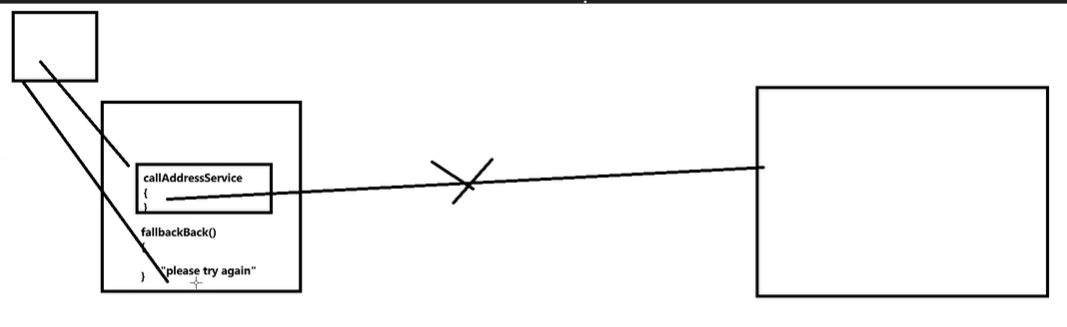 callAddressService
{
}
fallbackBack()
{
"please try again"
}